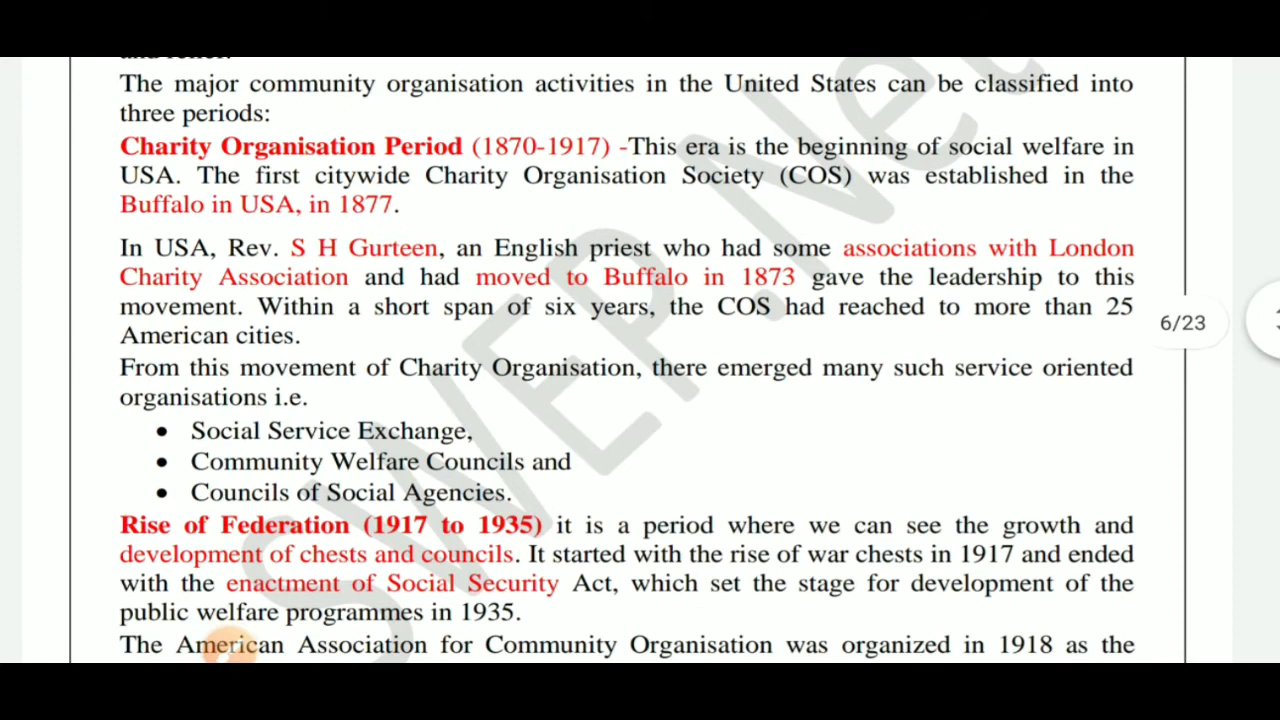 The major community organisation activities in the United States can be classified into
three periods:
Charity Organisation Period (1870-1917) -This era is the beginning of social welfare in
USA. The first citywide Charity Organisation Society (COS) was established in the
Buffalo in USA, in 1877.
In USA, Rev. S H Gurteen, an English priest who had some associations with London
Charity Association and had moved to Buffalo in 1873 gave the leadership to this
movement. Within a short span of six years, the COS had reached to more than 25
American cities.
From this movement of Charity Organisation, there emerged many such service oriented
organisations i.e.
• Social Service Exchange,
• Community Welfare Councils and
• Councils of Social Agencies.
Rise of Federation (1917 to 1935) it is a period where we can see the growth and
development of chests and councils. It started with the rise of war chests in 1917 and ended
with the enactment of Social Security Act, which set the stage for development of the
public welfare programmes in 1935.
The American Association for Community Organisation was organized in 1918 as the
6/23
SWEP.Net